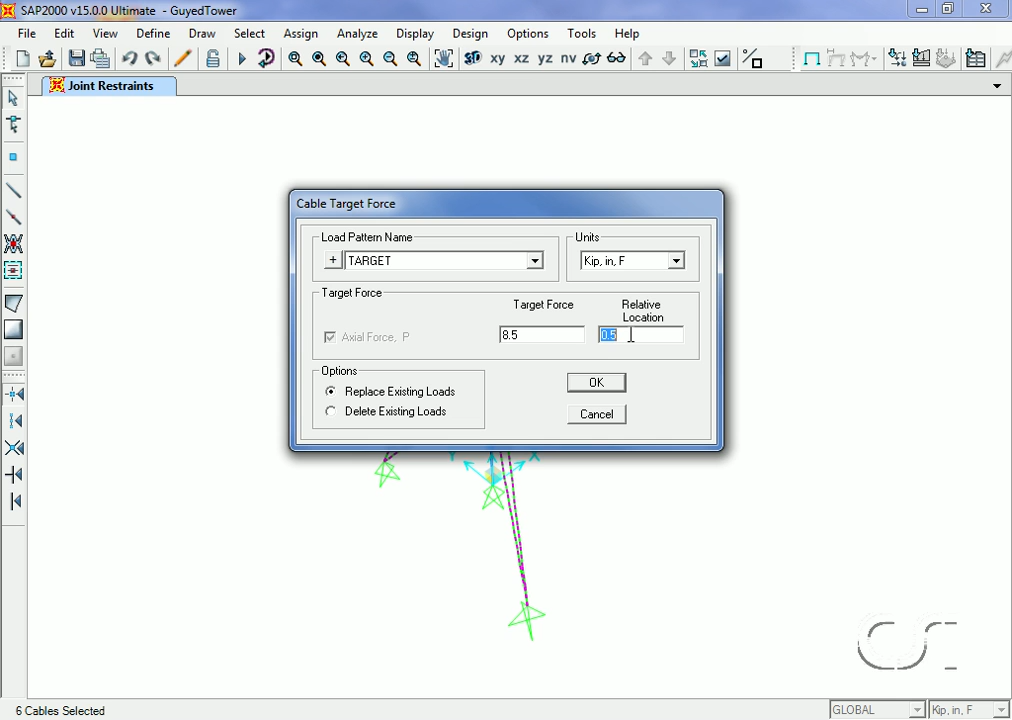 SAP2000 v15.0.0 Ultimate - GuyedTower
File Edit View Define Draw Select Assign Analyze Display Design Options Tools Help
3D xy xz yz nv
Joint Restraints
Cable Target Force
Load Pattern Name
Units
+ TARGET
Kip, in, F
Target Force
Target Force
Relative
Location
Axial Force, P
8.5
0.5
Options
Replace Existing Loads
Delete Existing Loads
OK
Cancel
Y X
CSI
6 Cables Selected
GLOBAL
Kip, in, F